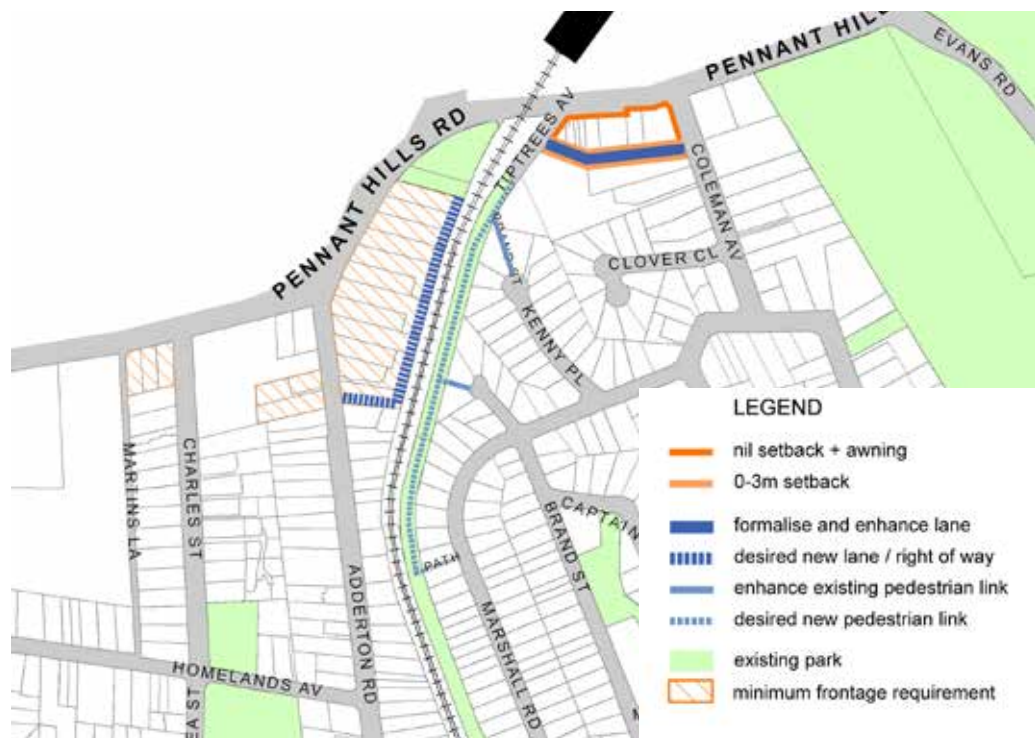 PENNANT HILLS RD
PENNANT HIL
EVANS RD
TIPTREES AV
COLEMAN AV
CLOVER CL
KENNY PL
MARTINS LA
CHARLES ST
ADDERTON RD
PATH
MARSHALL RD
BRAND ST
CAPTAIN
HOMELANDS AV
EA ST
LEGEND
nil setback + awning
0-3m setback
formalise and enhance lane
desired new lane / right of way
enhance existing pedestrian link
desired new pedestrian link
existing park
minimum frontage requirement